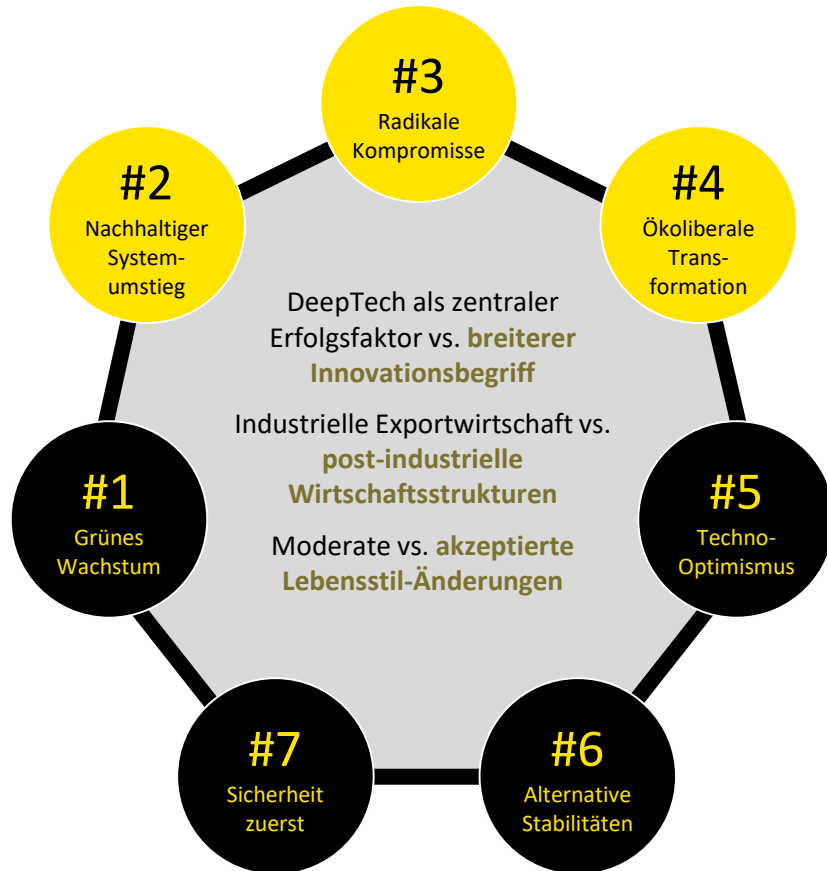 #3
Radikale
Kompromisse
#2
Nachhaltiger
System-
umstieg
#4
Ökoliberale
Trans-
formation
DeepTech als zentraler
Erfolgsfaktor vs. breiterer
Innovationsbegriff
Industrielle Exportwirtschaft vs.
post-industrielle
Wirtschaftsstrukturen
Moderate vs. akzeptierte
Lebensstil-Änderungen
#1
Grünes
Wachstum
#5
Techno-
Optimismus
#7
Sicherheit
zuerst
#6
Alternative
Stabilitäten